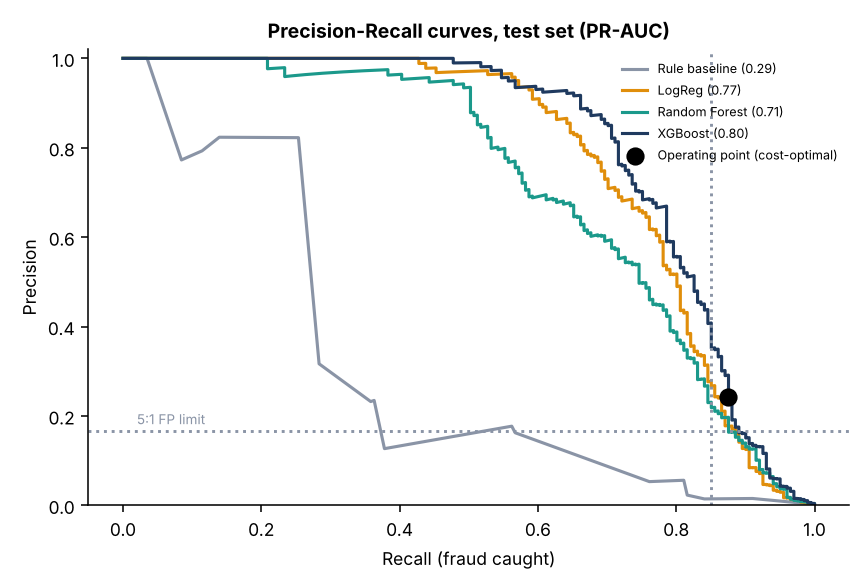 Precision-Recall curves, test set (PR-AUC)
Rule baseline (0.29)
LogReg (0.77)
Random Forest (0.71)
XGBoost (0.80)
Operating point (cost-optimal)
5:1 FP limit
Precision
1.0
0.8
0.6
0.4
0.2
0.0
0.0 0.2 0.4 0.6 0.8 1.0
Recall (fraud caught)